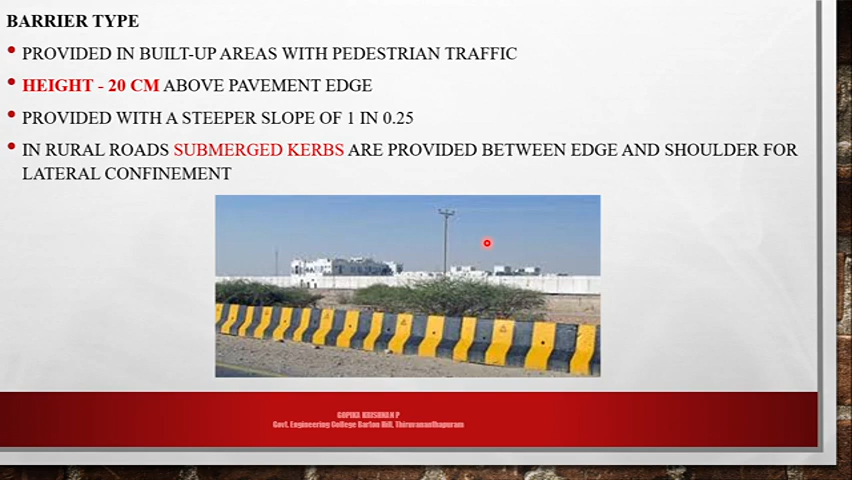 BARRIER TYPE
• PROVIDED IN BUILT-UP AREAS WITH PEDESTRIAN TRAFFIC
• HEIGHT - 20 CM ABOVE PAVEMENT EDGE
• PROVIDED WITH A STEEPER SLOPE OF 1 IN 0.25
• IN RURAL ROADS SUBMERGED KERBS ARE PROVIDED BETWEEN EDGE AND SHOULDER FOR
LATERAL CONFINEMENT
GOPIKA KRISHNAN P
Govt. Engineering College Barton Hill, Thiruvananthapuram